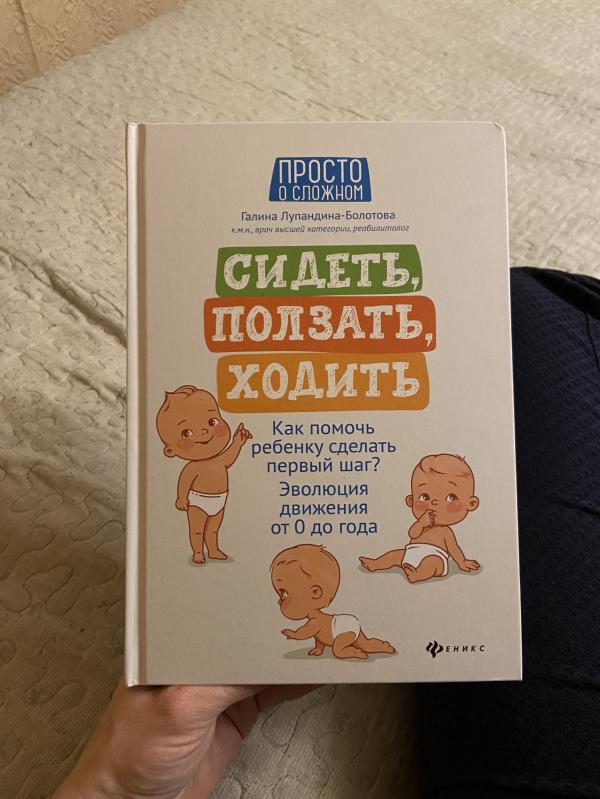 ПРОСТО
О СЛОЖНОМ
Галина Лупандина-Болотова
к.м.н., врач высшей категории, реабилитолог
СИДЕТЬ,
ПОЛЗАТЬ,
ХОДИТЬ
Как помочь
ребенку сделать
первый шаг?
Эволюция
движения
от 0 до года
ФЕНИКС